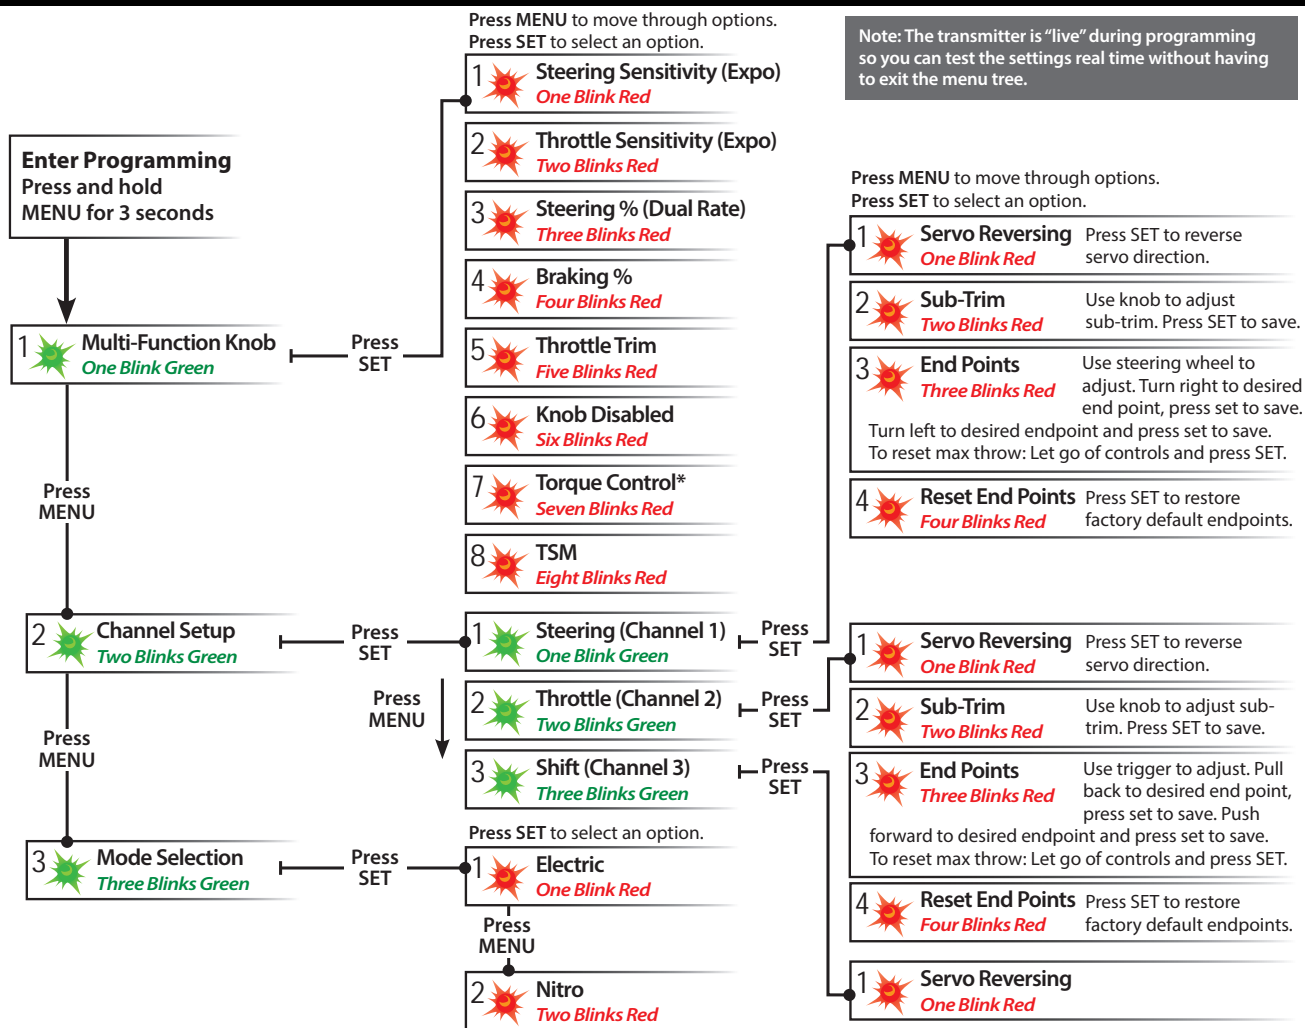 Press MENU to move through options.
Press SET to select an option.
Note: The transmitter is “live” during programming
so you can test the settings real time without having
to exit the menu tree.
Enter Programming
Press and hold
MENU for 3 seconds
1
Multi-Function Knob
One Blink Green
Press
SET
1
Steering Sensitivity (Expo)
One Blink Red
2
Throttle Sensitivity (Expo)
Two Blinks Red
3
Steering % (Dual Rate)
Three Blinks Red
4
Braking %
Four Blinks Red
5
Throttle Trim
Five Blinks Red
6
Knob Disabled
Six Blinks Red
7
Torque Control*
Seven Blinks Red
8
TSM
Eight Blinks Red
Press
MENU
2
Channel Setup
Two Blinks Green
Press
SET
Press
MENU
1
Steering (Channel 1)
One Blink Green
Press
SET
2
Throttle (Channel 2)
Two Blinks Green
Press
SET
3
Shift (Channel 3)
Three Blinks Green
Press
SET
Press MENU to move through options.
Press SET to select an option.
1
Servo Reversing
One Blink Red
Press SET to reverse
servo direction.
2
Sub-Trim
Two Blinks Red
Use knob to adjust
sub-trim. Press SET to save.
3
End Points
Three Blinks Red
Use steering wheel to
adjust. Turn right to desired
end point, press set to save.
Turn left to desired endpoint and press set to save.
To reset max throw: Let go of controls and press SET.
4
Reset End Points
Four Blinks Red
Press SET to restore
factory default endpoints.
1
Servo Reversing
One Blink Red
Press SET to reverse
servo direction.
2
Sub-Trim
Two Blinks Red
Use knob to adjust sub-
trim. Press SET to save.
3
End Points
Three Blinks Red
Use trigger to adjust. Pull
back to desired end point,
press set to save. Push
forward to desired endpoint and press set to save.
To reset max throw: Let go of controls and press SET.
4
Reset End Points
Four Blinks Red
Press SET to restore
factory default endpoints.
1
Servo Reversing
One Blink Red
Press
MENU
3
Mode Selection
Three Blinks Green
Press
SET
Press SET to select an option.
1
Electric
One Blink Red
Press
MENU
2
Nitro
Two Blinks Red